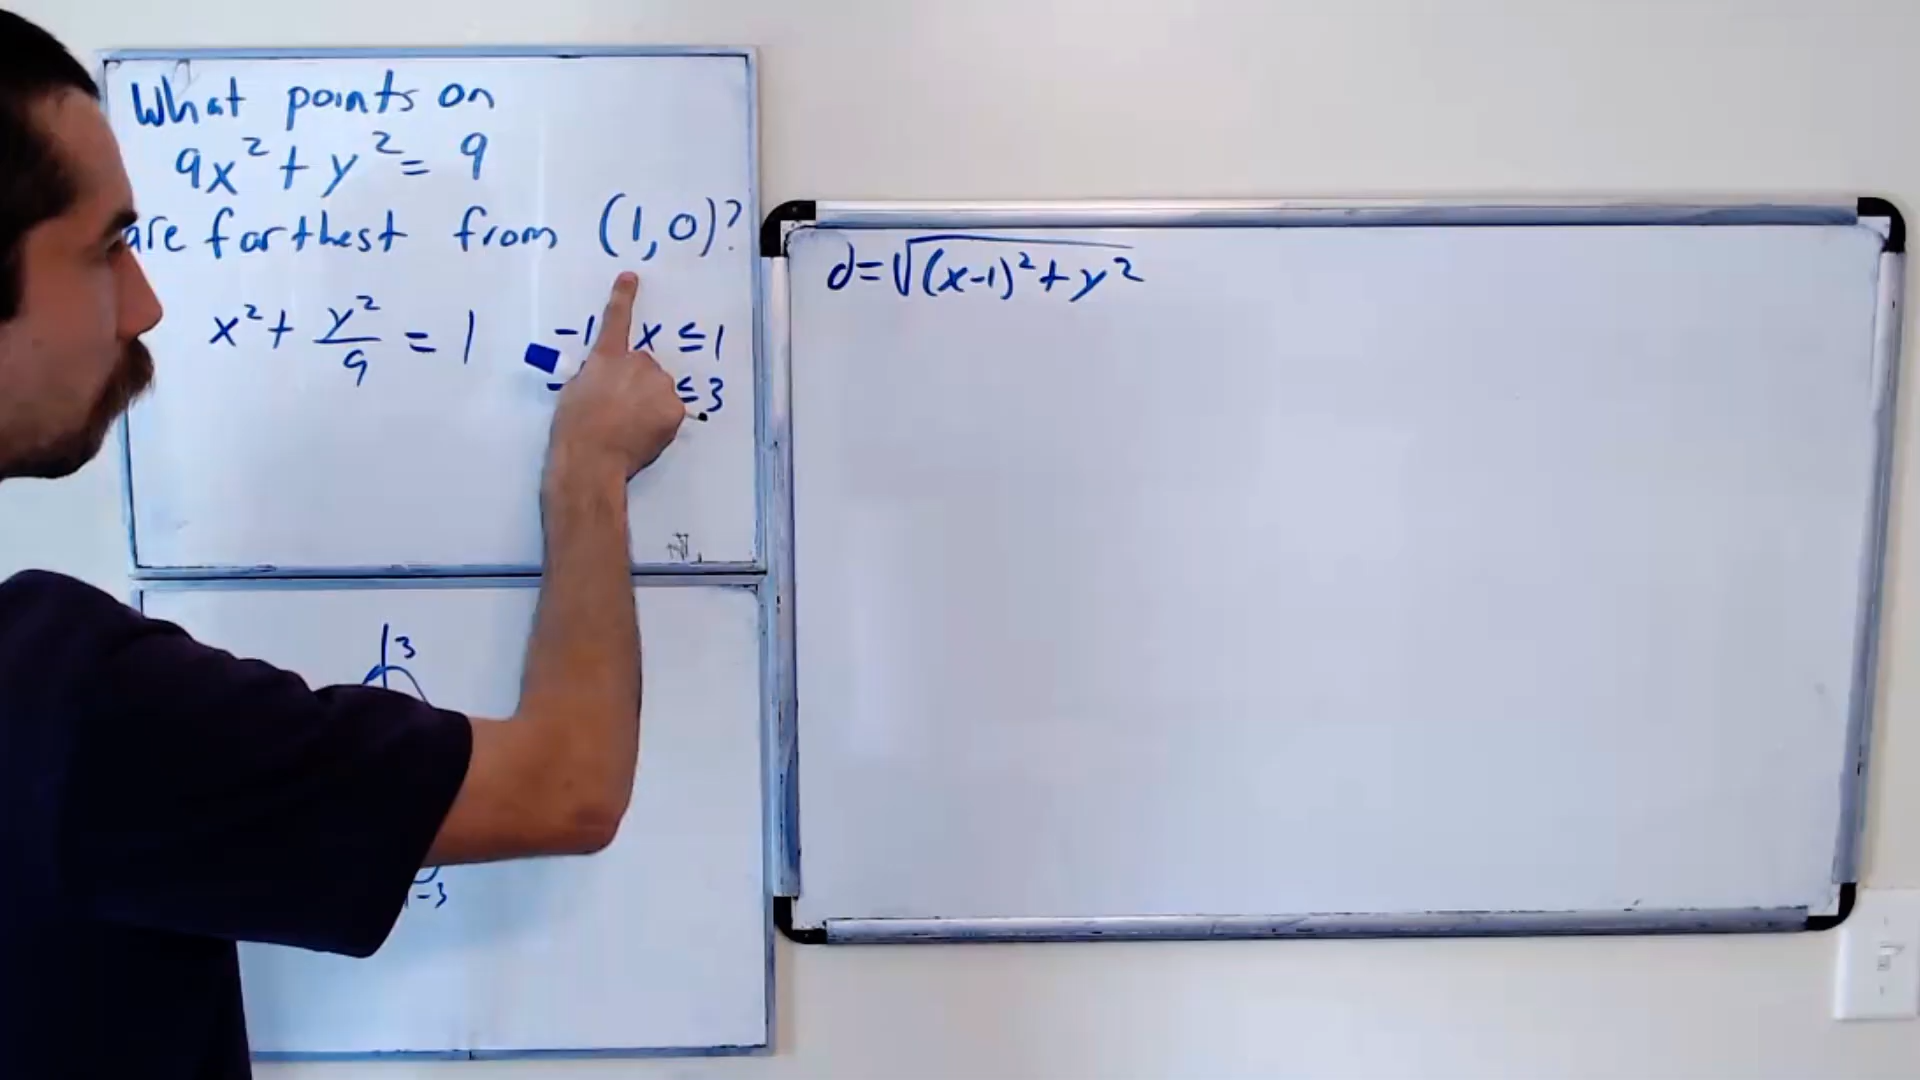 What points on
9x² + y² = 9
are farthest from (1,0)?
x² + y²/9 = 1
-1 x ≤ 1
- ≤ 3
d=√(x-1)²+y²
3
-3